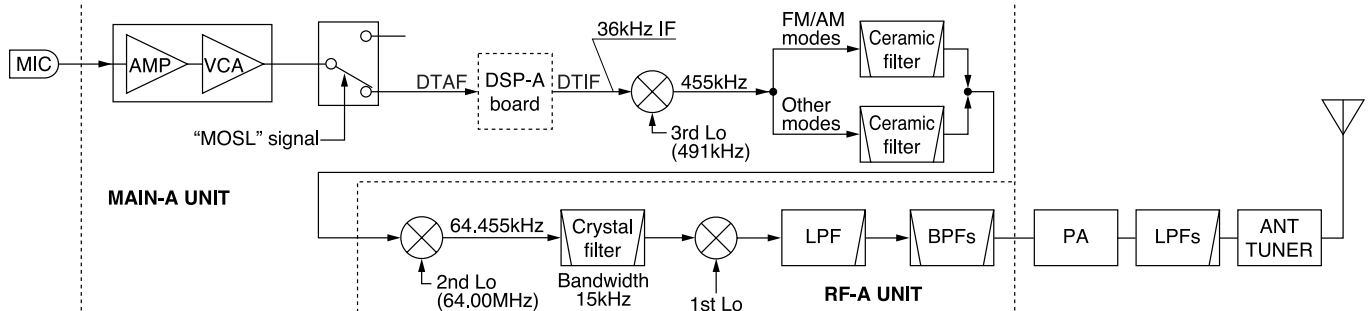 MIC
AMP
VCA
"MOSL" signal
MAIN-A UNIT
DTAF
DSP-A
board
DTIF
36kHz IF
3rd Lo
(491kHz)
455kHz
FM/AM
modes
Ceramic
filter
Other
modes
Ceramic
filter
64.455kHz
2nd Lo
(64.00MHz)
Crystal
filter
Bandwidth
15kHz
1st Lo
LPF
BPFs
RF-A UNIT
PA
LPFs
ANT
TUNER